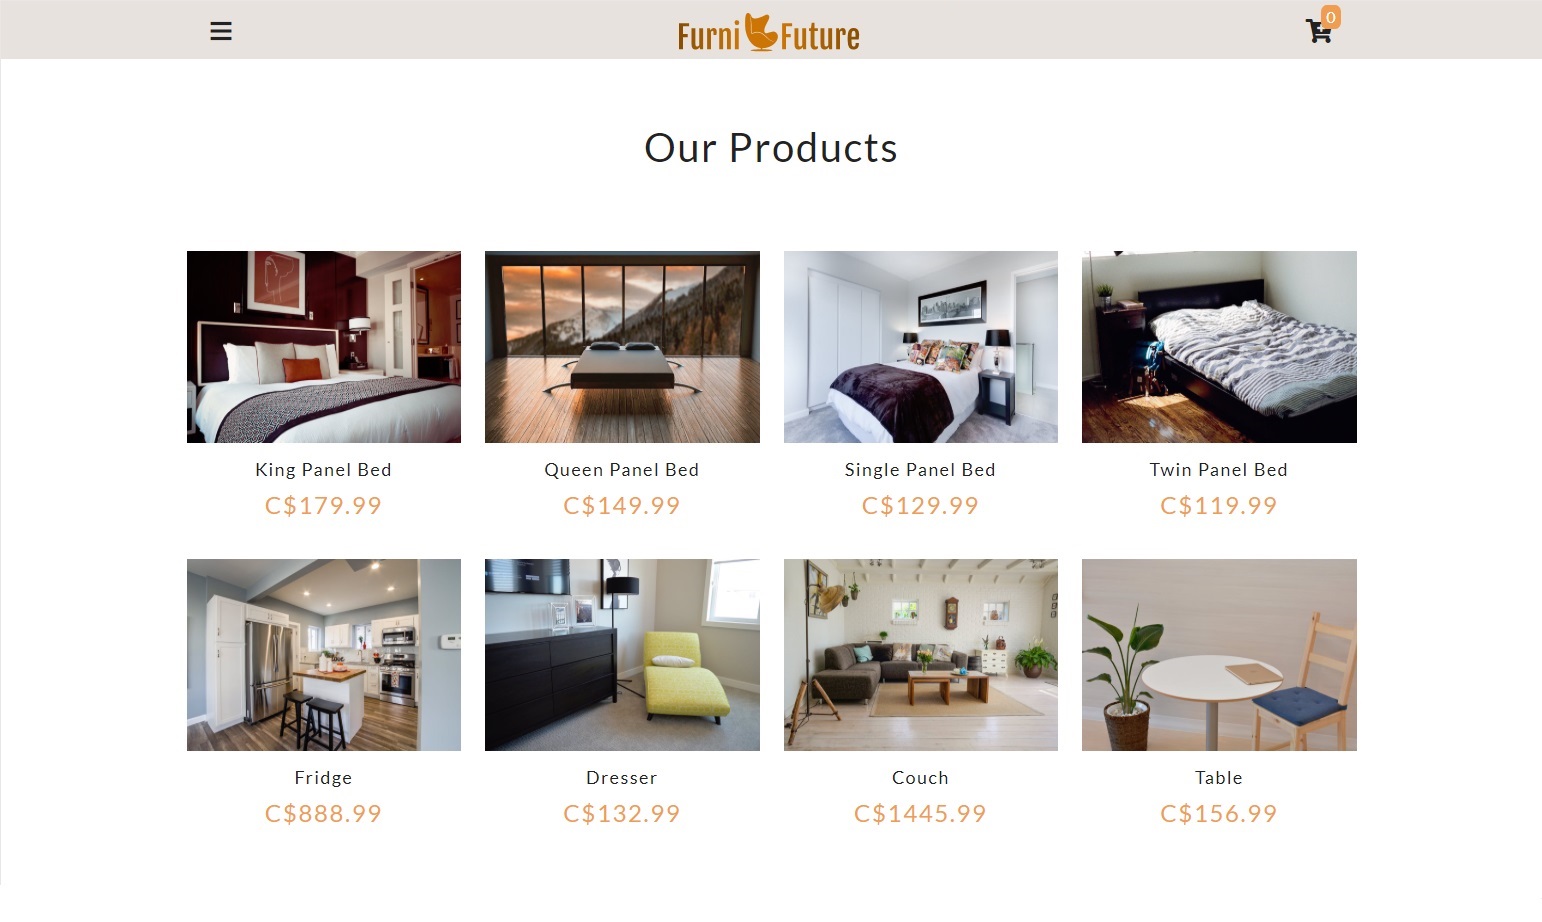 Furni Future
0
Our Products
King Panel Bed
C$179.99
Queen Panel Bed
C$149.99
Single Panel Bed
C$129.99
Twin Panel Bed
C$119.99
Fridge
C$888.99
Dresser
C$132.99
Couch
C$1445.99
Table
C$156.99